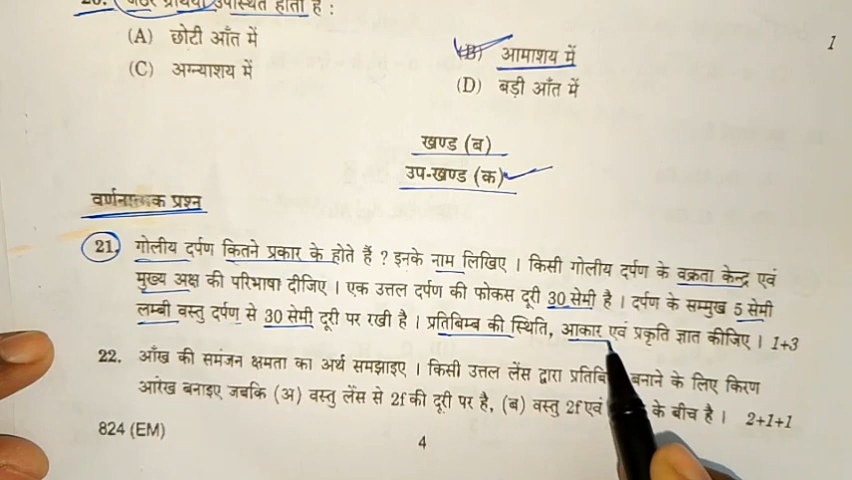 20. जठर ग्रंथियाँ उपस्थित होती हैं :
(A) छोटी आँत में
(B) आमाशय में
1
(C) अग्न्याशय में
(D) बड़ी आँत में
खण्ड (ब)
उप-खण्ड (क)
वर्णनात्मक प्रश्न
21. गोलीय दर्पण कितने प्रकार के होते हैं ? इनके नाम लिखिए । किसी गोलीय दर्पण के वक्रता केन्द्र एवं
मुख्य अक्ष की परिभाषा दीजिए । एक उत्तल दर्पण की फोकस दूरी 30 सेमी है । दर्पण के सम्मुख 5 सेमी
लम्बी वस्तु दर्पण से 30 सेमी दूरी पर रखी है । प्रतिबिम्ब की स्थिति, आकार एवं प्रकृति ज्ञात कीजिए । 1+3
22. आँख की समंजन क्षमता का अर्थ समझाइए । किसी उत्तल लेंस द्वारा बनाने के लिए किरण
आरेख बनाइए जबकि (अ) वस्तु लेंस से 2f की दूरी पर है, (ब) वस्तु 2f एवं के बीच है । 2+1+1
824 (EM)
4